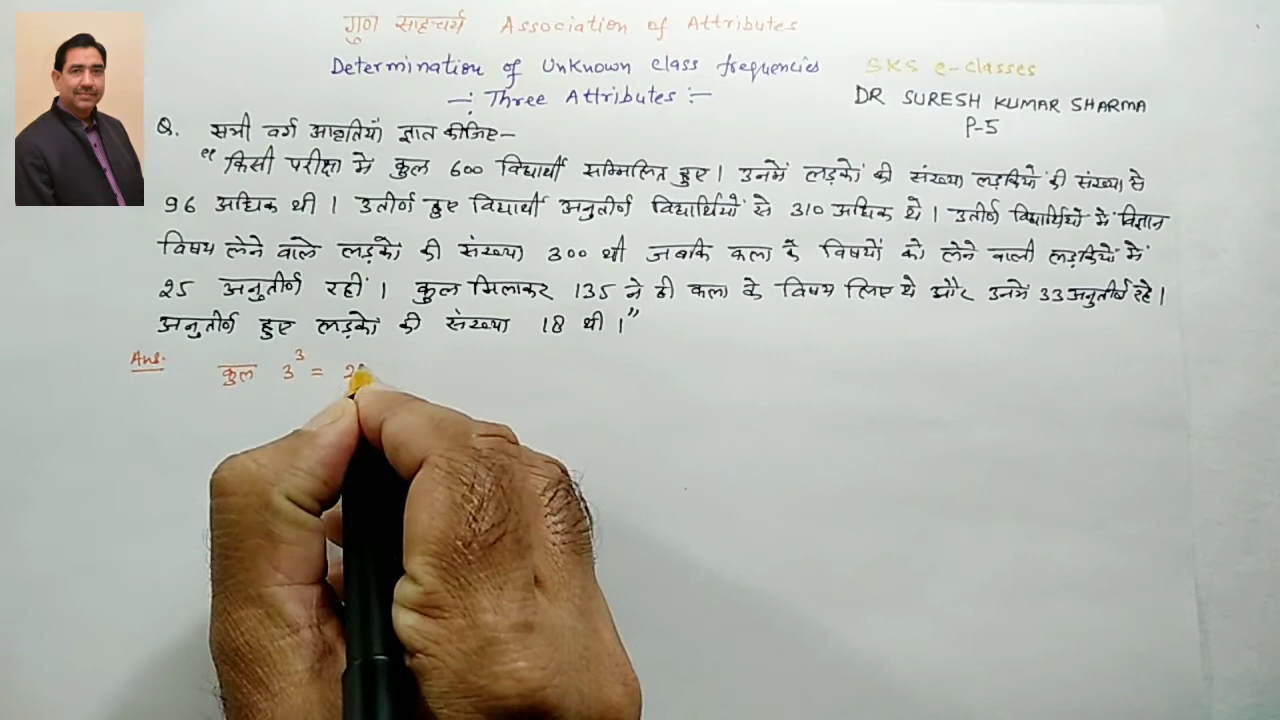 गुण साहचर्य Association of Attributes
Determination of Unknown class frequencies SKS e-classes
-: Three Attributes :- DR SURESH KUMAR SHARMA
P-5
Q. सभी वर्ग आवृतियाँ ज्ञात कीजिए-
"किसी परीक्षा में कुल 600 विद्यार्थी सम्मिलित हुए। उनमें लड़कों की संख्या लड़कियों की संख्या से
96 अधिक थी। उतीर्ण हुए विद्यार्थी अनुतीर्ण विद्यार्थियों से 310 अधिक थे। उतीर्ण विद्यार्थियों में विज्ञान
विषय लेने वाले लड़कों की संख्या 300 थी जबकि कला के विषयों को लेने वाली लड़कियों में
25 अनुतीर्ण रहीं। कुल मिलाकर 135 ने ही कला के विषय लिए थे और उनमें 33 अनुतीर्ण रहे।
अनुतीर्ण हुए लड़कों की संख्या 18 थी।"
Ans. कुल 3³ = 2